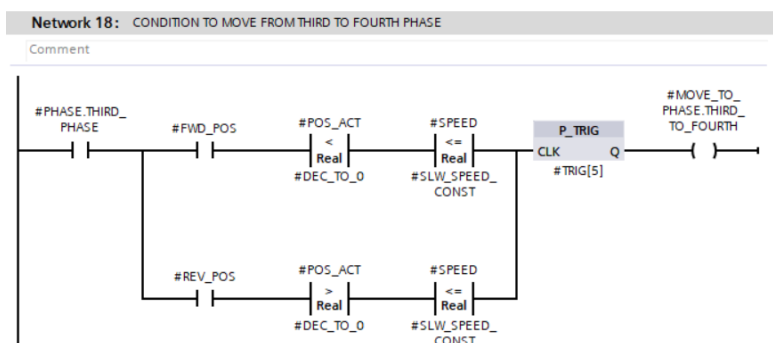 Network 18: CONDITION TO MOVE FROM THIRD TO FOURTH PHASE
Comment
#PHASE.THIRD_
PHASE
#FWD_POS
#POS_ACT
<
Real
#DEC_TO_0
#SPEED
<=
Real
#SLW_SPEED_
CONST
P_TRIG
CLK Q
#TRIG[5]
#MOVE_TO_
PHASE.THIRD_
TO_FOURTH
#REV_POS
#POS_ACT
>
Real
#DEC_TO_0
#SPEED
<=
Real
#SLW_SPEED_
CONST